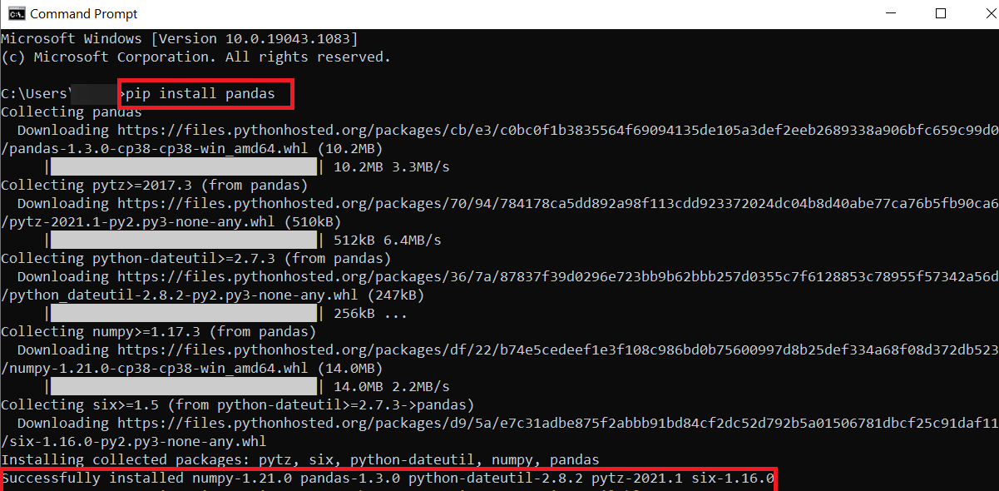 Command Prompt
Microsoft Windows [Version 10.0.19043.1083]
(c) Microsoft Corporation. All rights reserved.
C:\Users\ >pip install pandas
Collecting pandas
  Downloading https://files.pythonhosted.org/packages/cb/e3/c0bc0f1b3835564f69094135de105a3def2eeb2689338a906bfc659c99d0
/pandas-1.3.0-cp38-cp38-win_amd64.whl (10.2MB)
     | | 10.2MB 3.3MB/s
Collecting pytz>=2017.3 (from pandas)
  Downloading https://files.pythonhosted.org/packages/70/94/784178ca5dd892a98f113cdd923372024dc04b8d40abe77ca76b5fb90ca6
/pytz-2021.1-py2.py3-none-any.whl (510kB)
     | | 512kB 6.4MB/s
Collecting python-dateutil>=2.7.3 (from pandas)
  Downloading https://files.pythonhosted.org/packages/36/7a/87837f39d0296e723bb9b62bbb257d0355c7f6128853c78955f57342a56d
/python_dateutil-2.8.2-py2.py3-none-any.whl (247kB)
     | | 256kB ...
Collecting numpy>=1.17.3 (from pandas)
  Downloading https://files.pythonhosted.org/packages/df/22/b74e5cedeef1e3f108c986bd0b75600997d8b25def334a68f08d372db523
/numpy-1.21.0-cp38-cp38-win_amd64.whl (14.0MB)
     | | 14.0MB 2.2MB/s
Collecting six>=1.5 (from python-dateutil>=2.7.3->pandas)
  Downloading https://files.pythonhosted.org/packages/d9/5a/e7c31adbe875f2abbb91bd84cf2dc52d792b5a01506781dbcf25c91daf11
/six-1.16.0-py2.py3-none-any.whl
Installing collected packages: pytz, six, python-dateutil, numpy, pandas
Successfully installed numpy-1.21.0 pandas-1.3.0 python-dateutil-2.8.2 pytz-2021.1 six-1.16.0